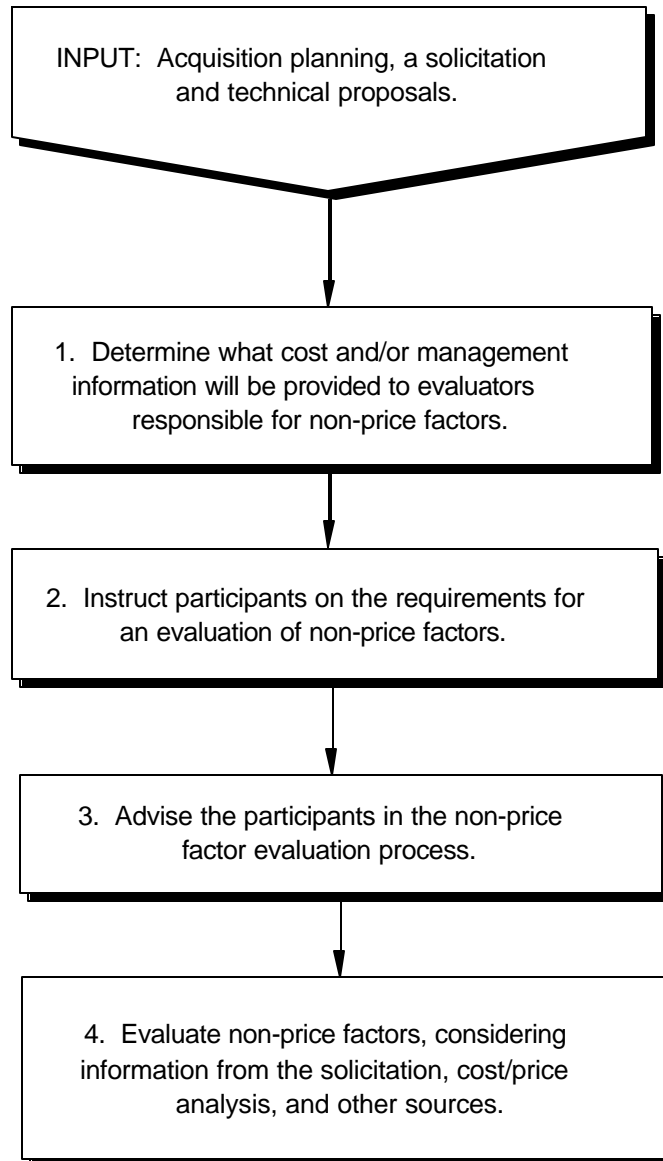 INPUT:  Acquisition planning, a solicitation
and technical proposals.
1.  Determine what cost and/or management
information will be provided to evaluators
responsible for non-price factors.
2.  Instruct participants on the requirements for
an evaluation of non-price factors.
3.  Advise the participants in the non-price
factor evaluation process.
4.  Evaluate non-price factors, considering
information from the solicitation, cost/price
analysis, and other sources.